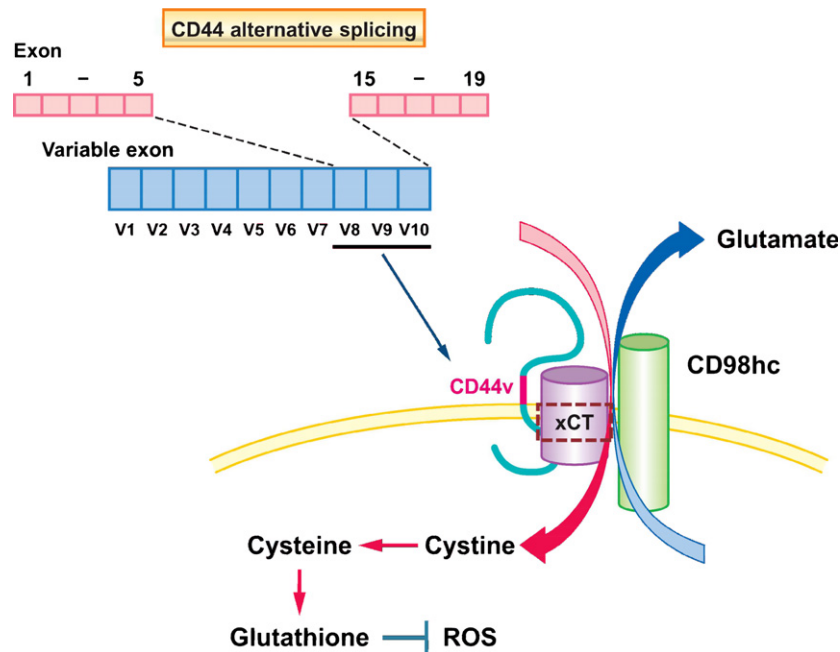 CD44 alternative splicing
Exon
1 – 5
15 – 19
Variable exon
V1 V2 V3 V4 V5 V6 V7 V8 V9 V10
Glutamate
CD98hc
CD44v
xCT
Cysteine
Cystine
Glutathione
ROS